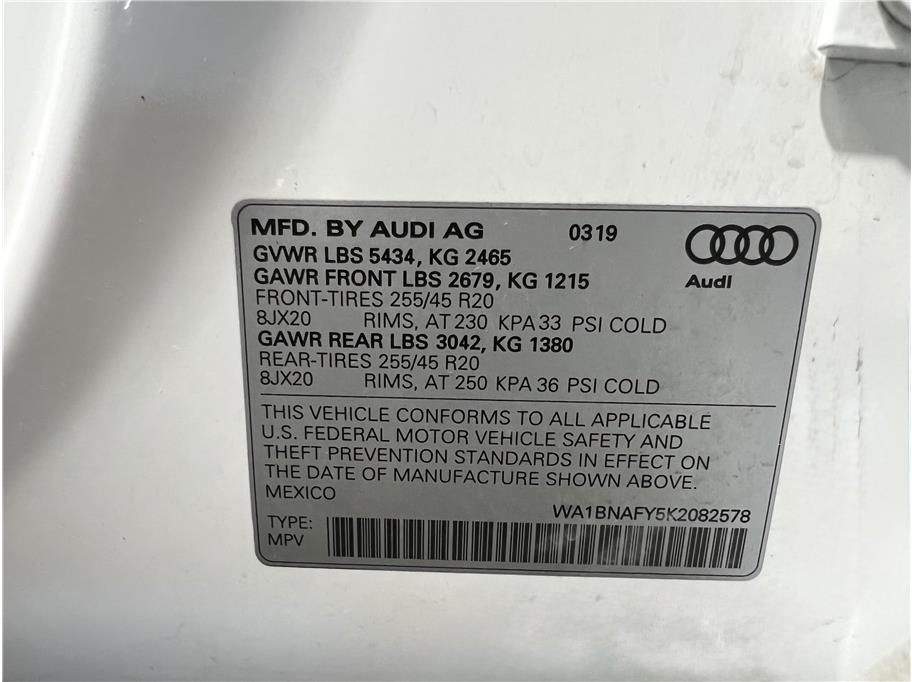 MFD. BY AUDI AG 0319
GVWR LBS 5434, KG 2465
GAWR FRONT LBS 2679, KG 1215
Audi
FRONT-TIRES 255/45 R20
8JX20 RIMS, AT 230 KPA 33 PSI COLD
GAWR REAR LBS 3042, KG 1380
REAR-TIRES 255/45 R20
8JX20 RIMS, AT 250 KPA 36 PSI COLD
THIS VEHICLE CONFORMS TO ALL APPLICABLE
U.S. FEDERAL MOTOR VEHICLE SAFETY AND
THEFT PREVENTION STANDARDS IN EFFECT ON
THE DATE OF MANUFACTURE SHOWN ABOVE.
MEXICO
WA1BNAFY5K2082578
TYPE:
MPV